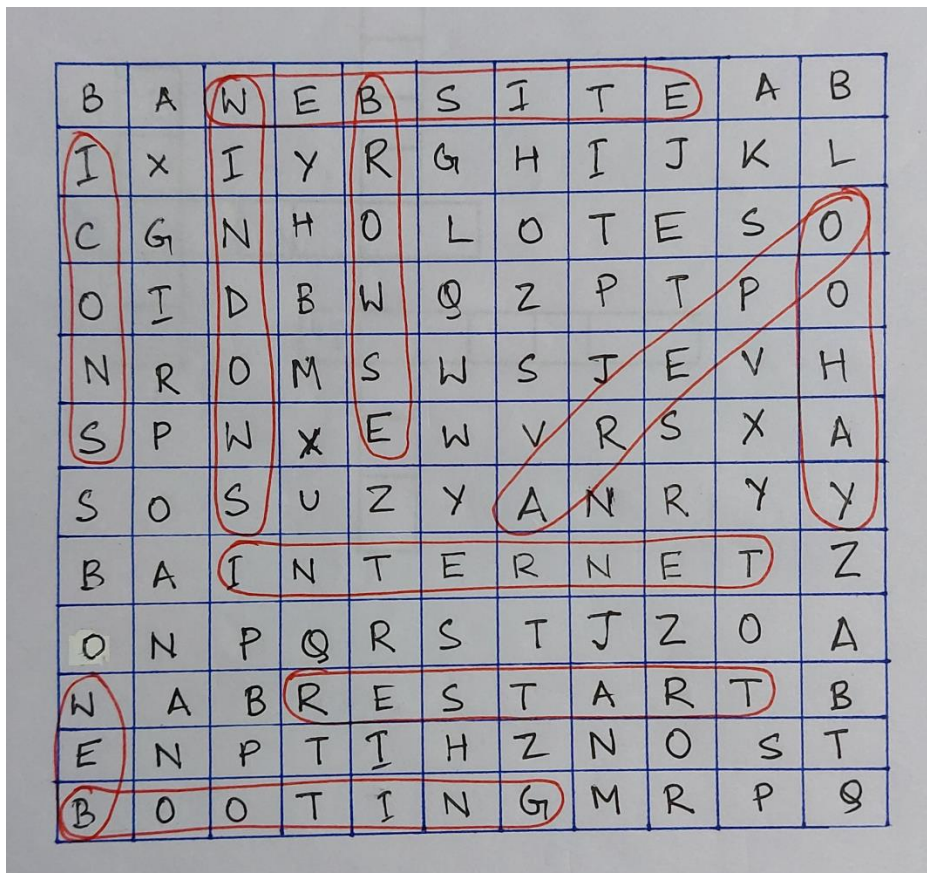 B A W E B S I T E A B
I X I Y R G H I J K L
C G N H O L O T E S O
O I D B W Q Z P T P O
N R O M S W S J E V H
S P W X E W V R S X A
S O S U Z Y A N R Y Y
B A I N T E R N E T Z
O N P Q R S T J Z O A
W A B R E S T A R T B
E N P T I H Z N O S T
B O O T I N G M R P Q